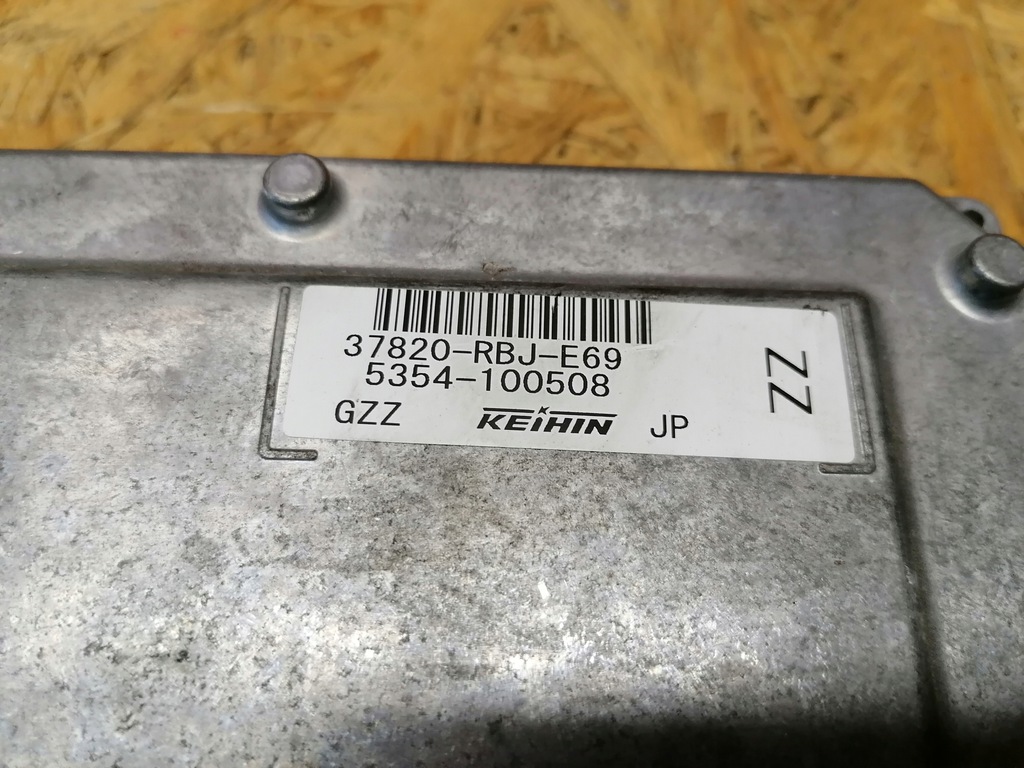 37820-RBJ-E69
5354-100508
GZZ KEIHIN JP
ZZ